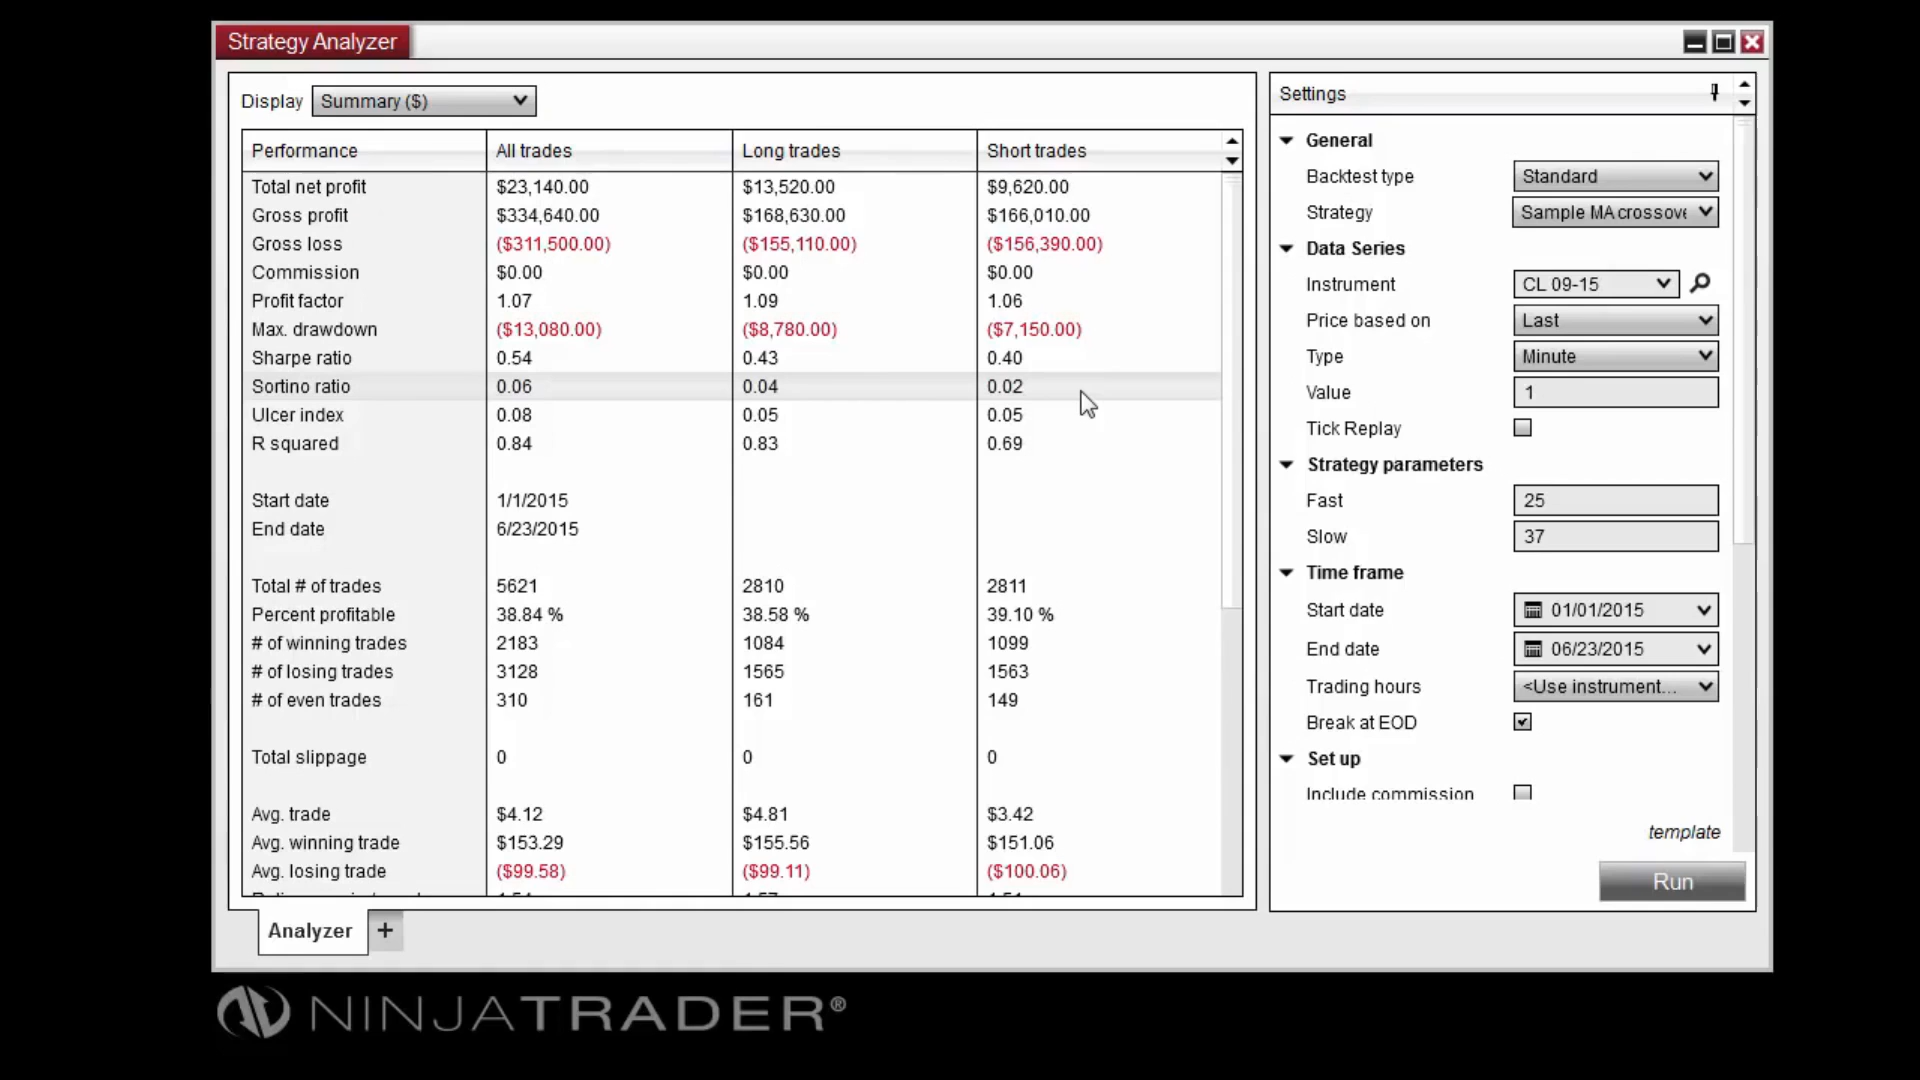 Strategy Analyzer
Display Summary ($)
Performance All trades Long trades Short trades
Total net profit $23,140.00 $13,520.00 $9,620.00
Gross profit $334,640.00 $168,630.00 $166,010.00
Gross loss ($311,500.00) ($155,110.00) ($156,390.00)
Commission $0.00 $0.00 $0.00
Profit factor 1.07 1.09 1.06
Max. drawdown ($13,080.00) ($8,780.00) ($7,150.00)
Sharpe ratio 0.54 0.43 0.40
Sortino ratio 0.06 0.04 0.02
Ulcer index 0.08 0.05 0.05
R squared 0.84 0.83 0.69
Start date 1/1/2015
End date 6/23/2015
Total # of trades 5621 2810 2811
Percent profitable 38.84 % 38.58 % 39.10 %
# of winning trades 2183 1084 1099
# of losing trades 3128 1565 1563
# of even trades 310 161 149
Total slippage 0 0 0
Avg. trade $4.12 $4.81 $3.42
Avg. winning trade $153.29 $155.56 $151.06
Avg. losing trade ($99.58) ($99.11) ($100.06)
Analyzer +
Settings
General
Backtest type Standard
Strategy Sample MA crossove
Data Series
Instrument CL 09-15
Price based on Last
Type Minute
Value 1
Tick Replay
Strategy parameters
Fast 25
Slow 37
Time frame
Start date 01/01/2015
End date 06/23/2015
Trading hours <Use instrument...
Break at EOD
Set up
Include commission
template
Run
NINJATRADER®